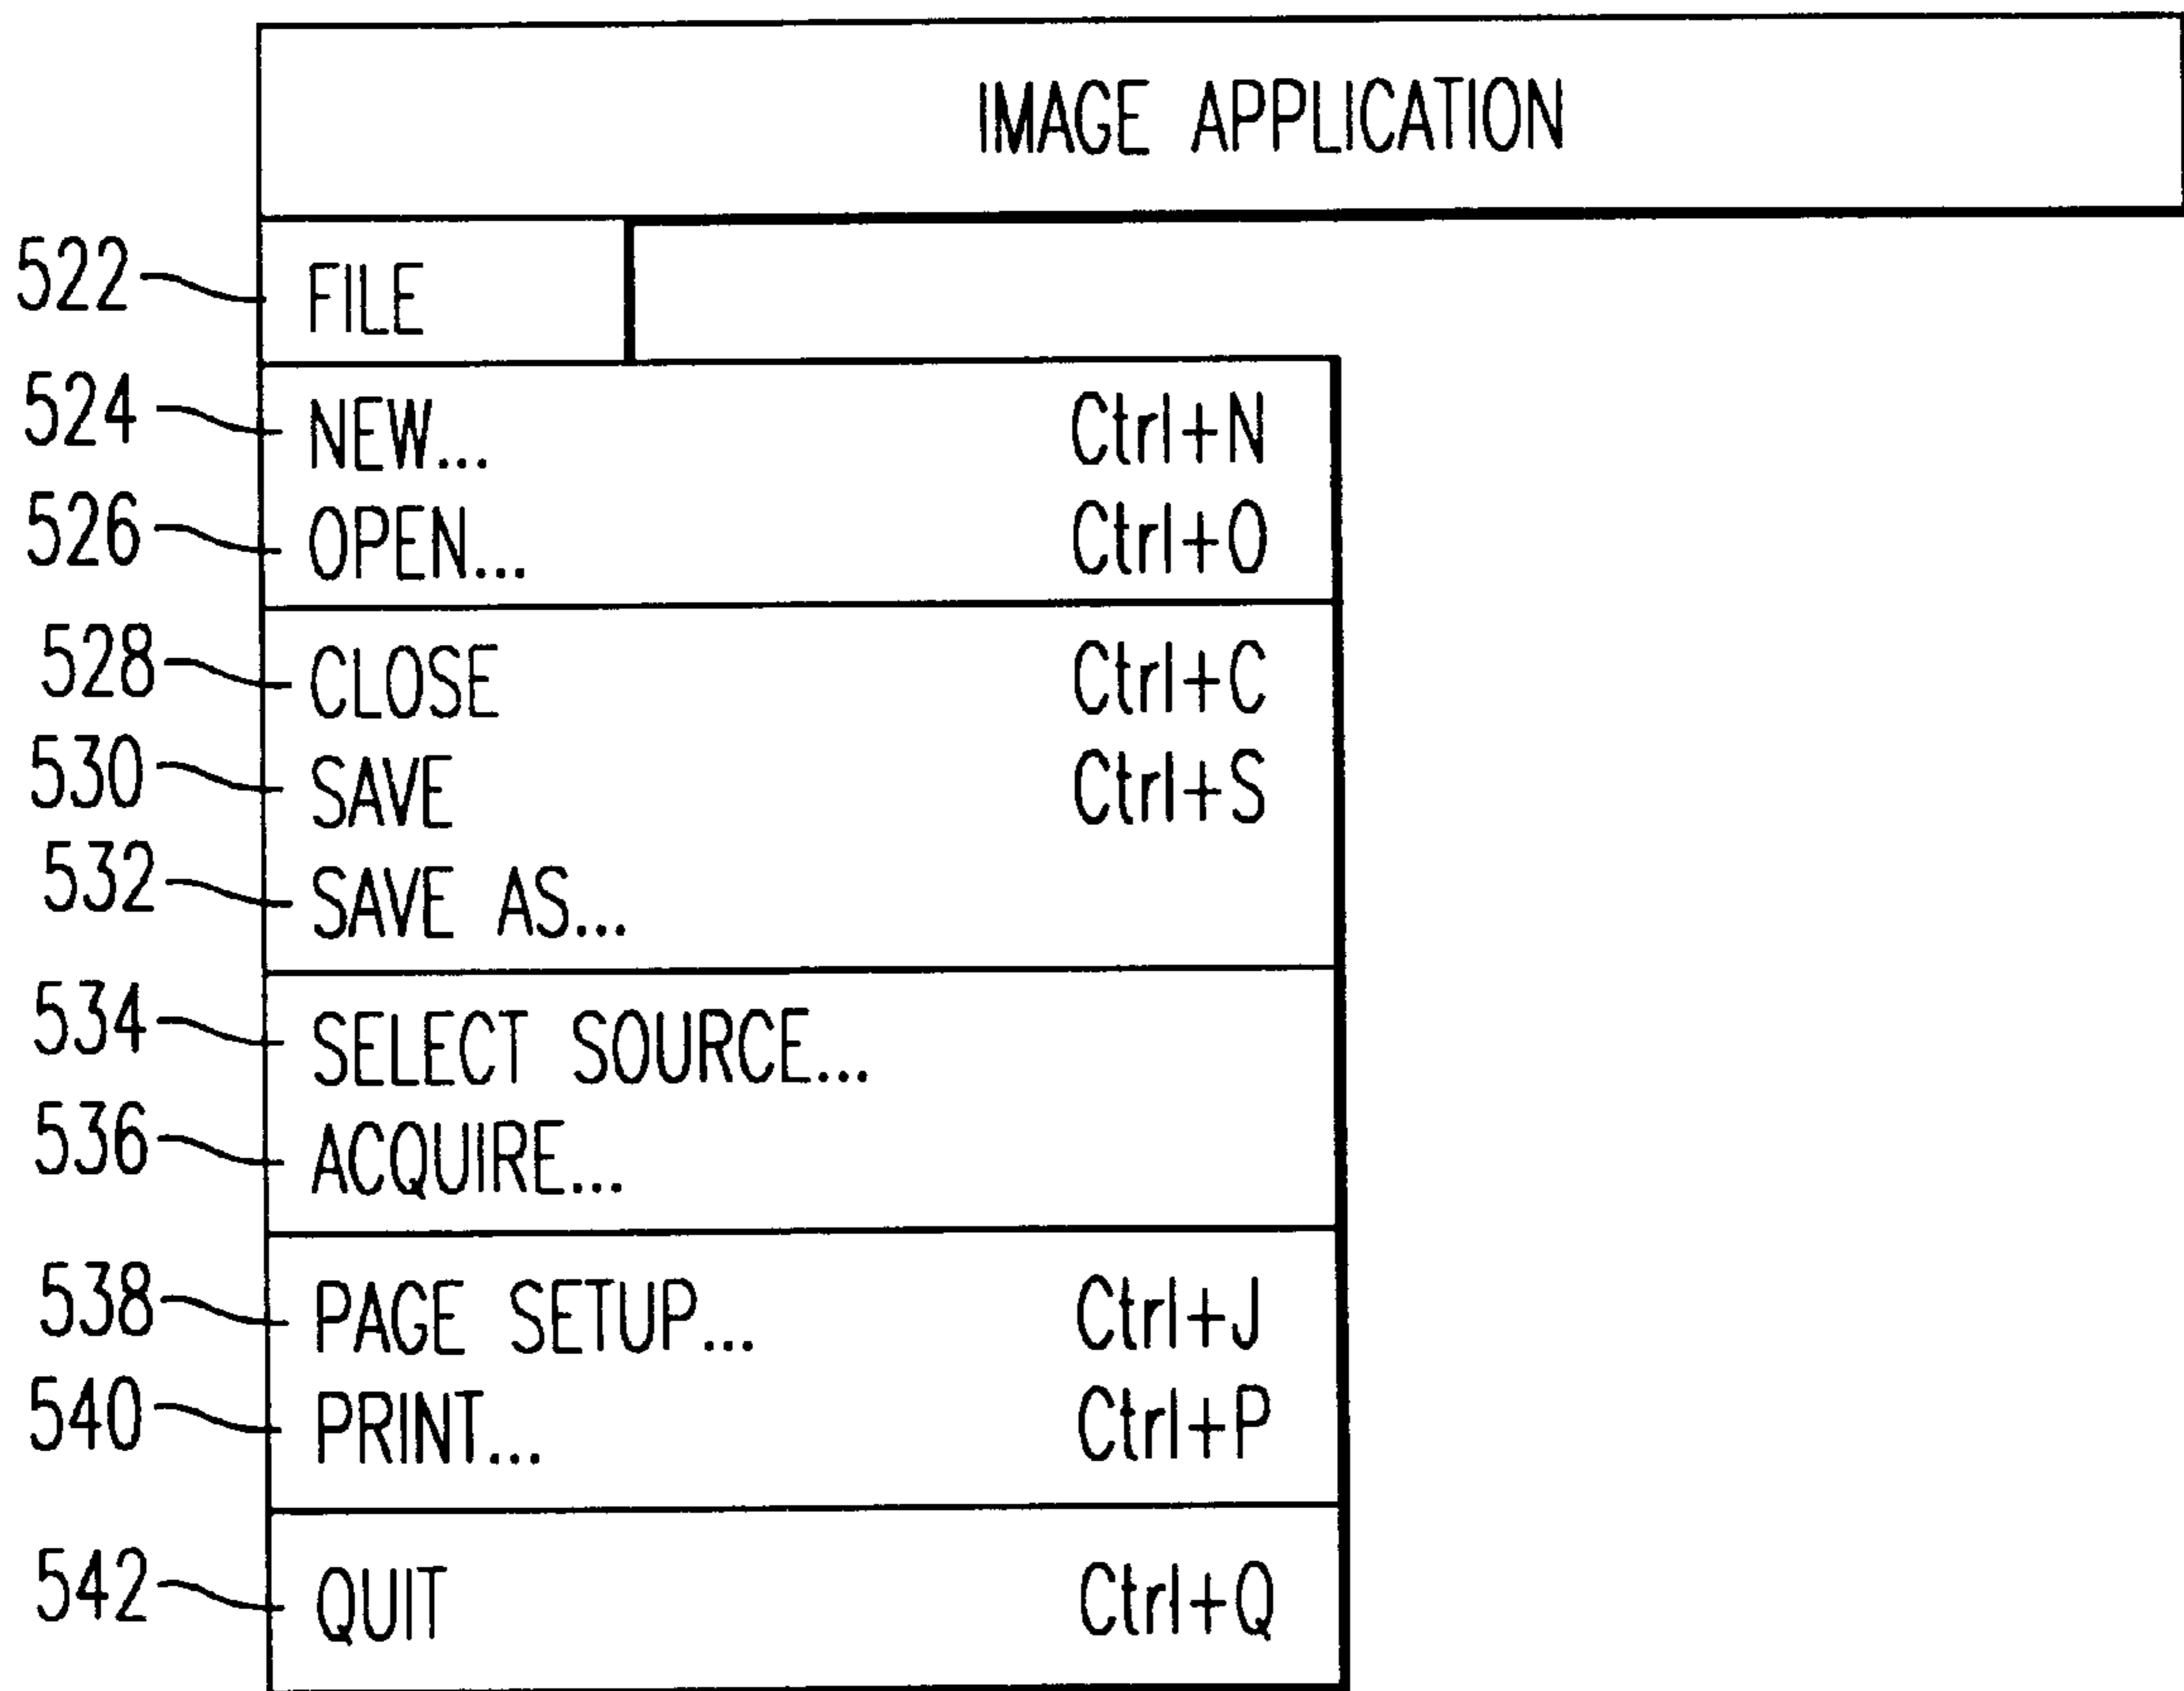 IMAGE APPLICATION
522 FILE
524 NEW... Ctrl+N
526 OPEN... Ctrl+O
528 CLOSE Ctrl+C
530 SAVE Ctrl+S
532 SAVE AS...
534 SELECT SOURCE...
536 ACQUIRE...
538 PAGE SETUP... Ctrl+J
540 PRINT... Ctrl+P
542 QUIT Ctrl+Q